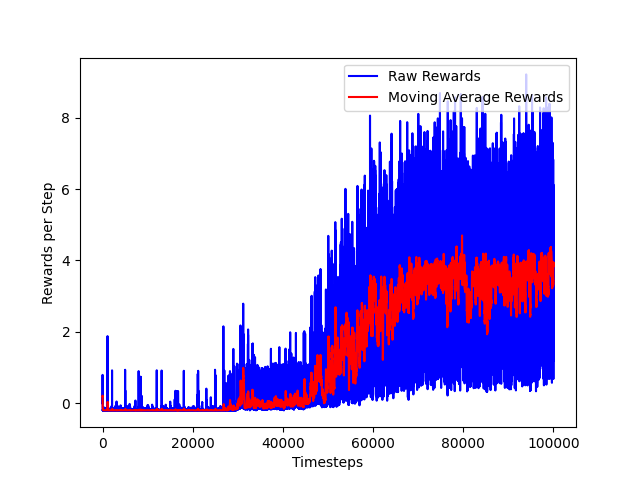 Raw Rewards
Moving Average Rewards
8
6
4
2
0
Rewards per Step
0 20000 40000 60000 80000 100000
Timesteps